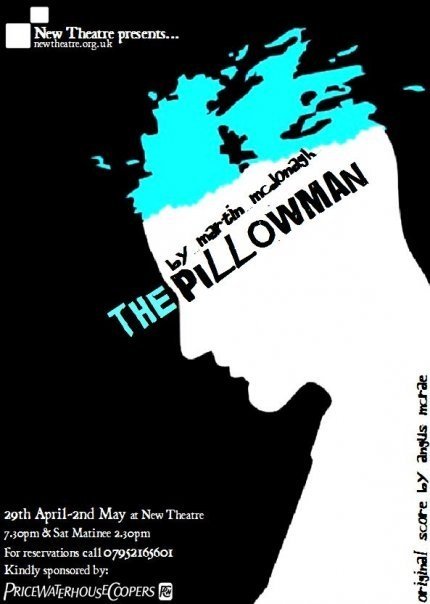 New Theatre presents...
newtheatre.org.uk
by martin mcdonagh
THE PILLOWMAN
original score by angus mcrae
29th April-2nd May at New Theatre
7.30pm & Sat Matinee 2.30pm
For reservations call 07952165601
Kindly sponsored by:
PRICEWATERHOUSECOOPERS PwC